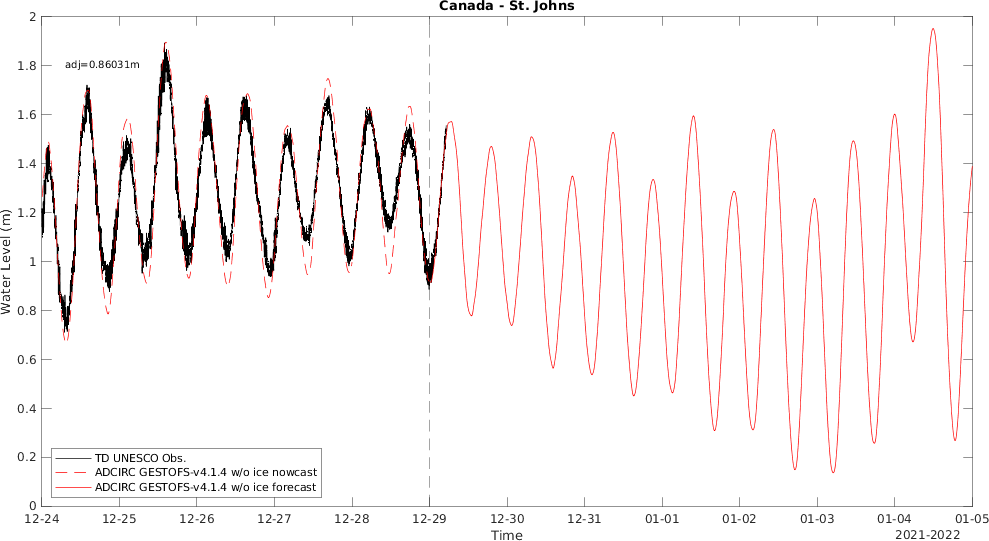 Canada - St. Johns
adj=0.86031m
Water Level (m)
2
1.8
1.6
1.4
1.2
1
0.8
0.6
0.4
0.2
0
TD UNESCO Obs.
ADCIRC GESTOFS-v4.1.4 w/o ice nowcast
ADCIRC GESTOFS-v4.1.4 w/o ice forecast
12-24 12-25 12-26 12-27 12-28 12-29 12-30 12-31 01-01 01-02 01-03 01-04 01-05
Time
2021-2022